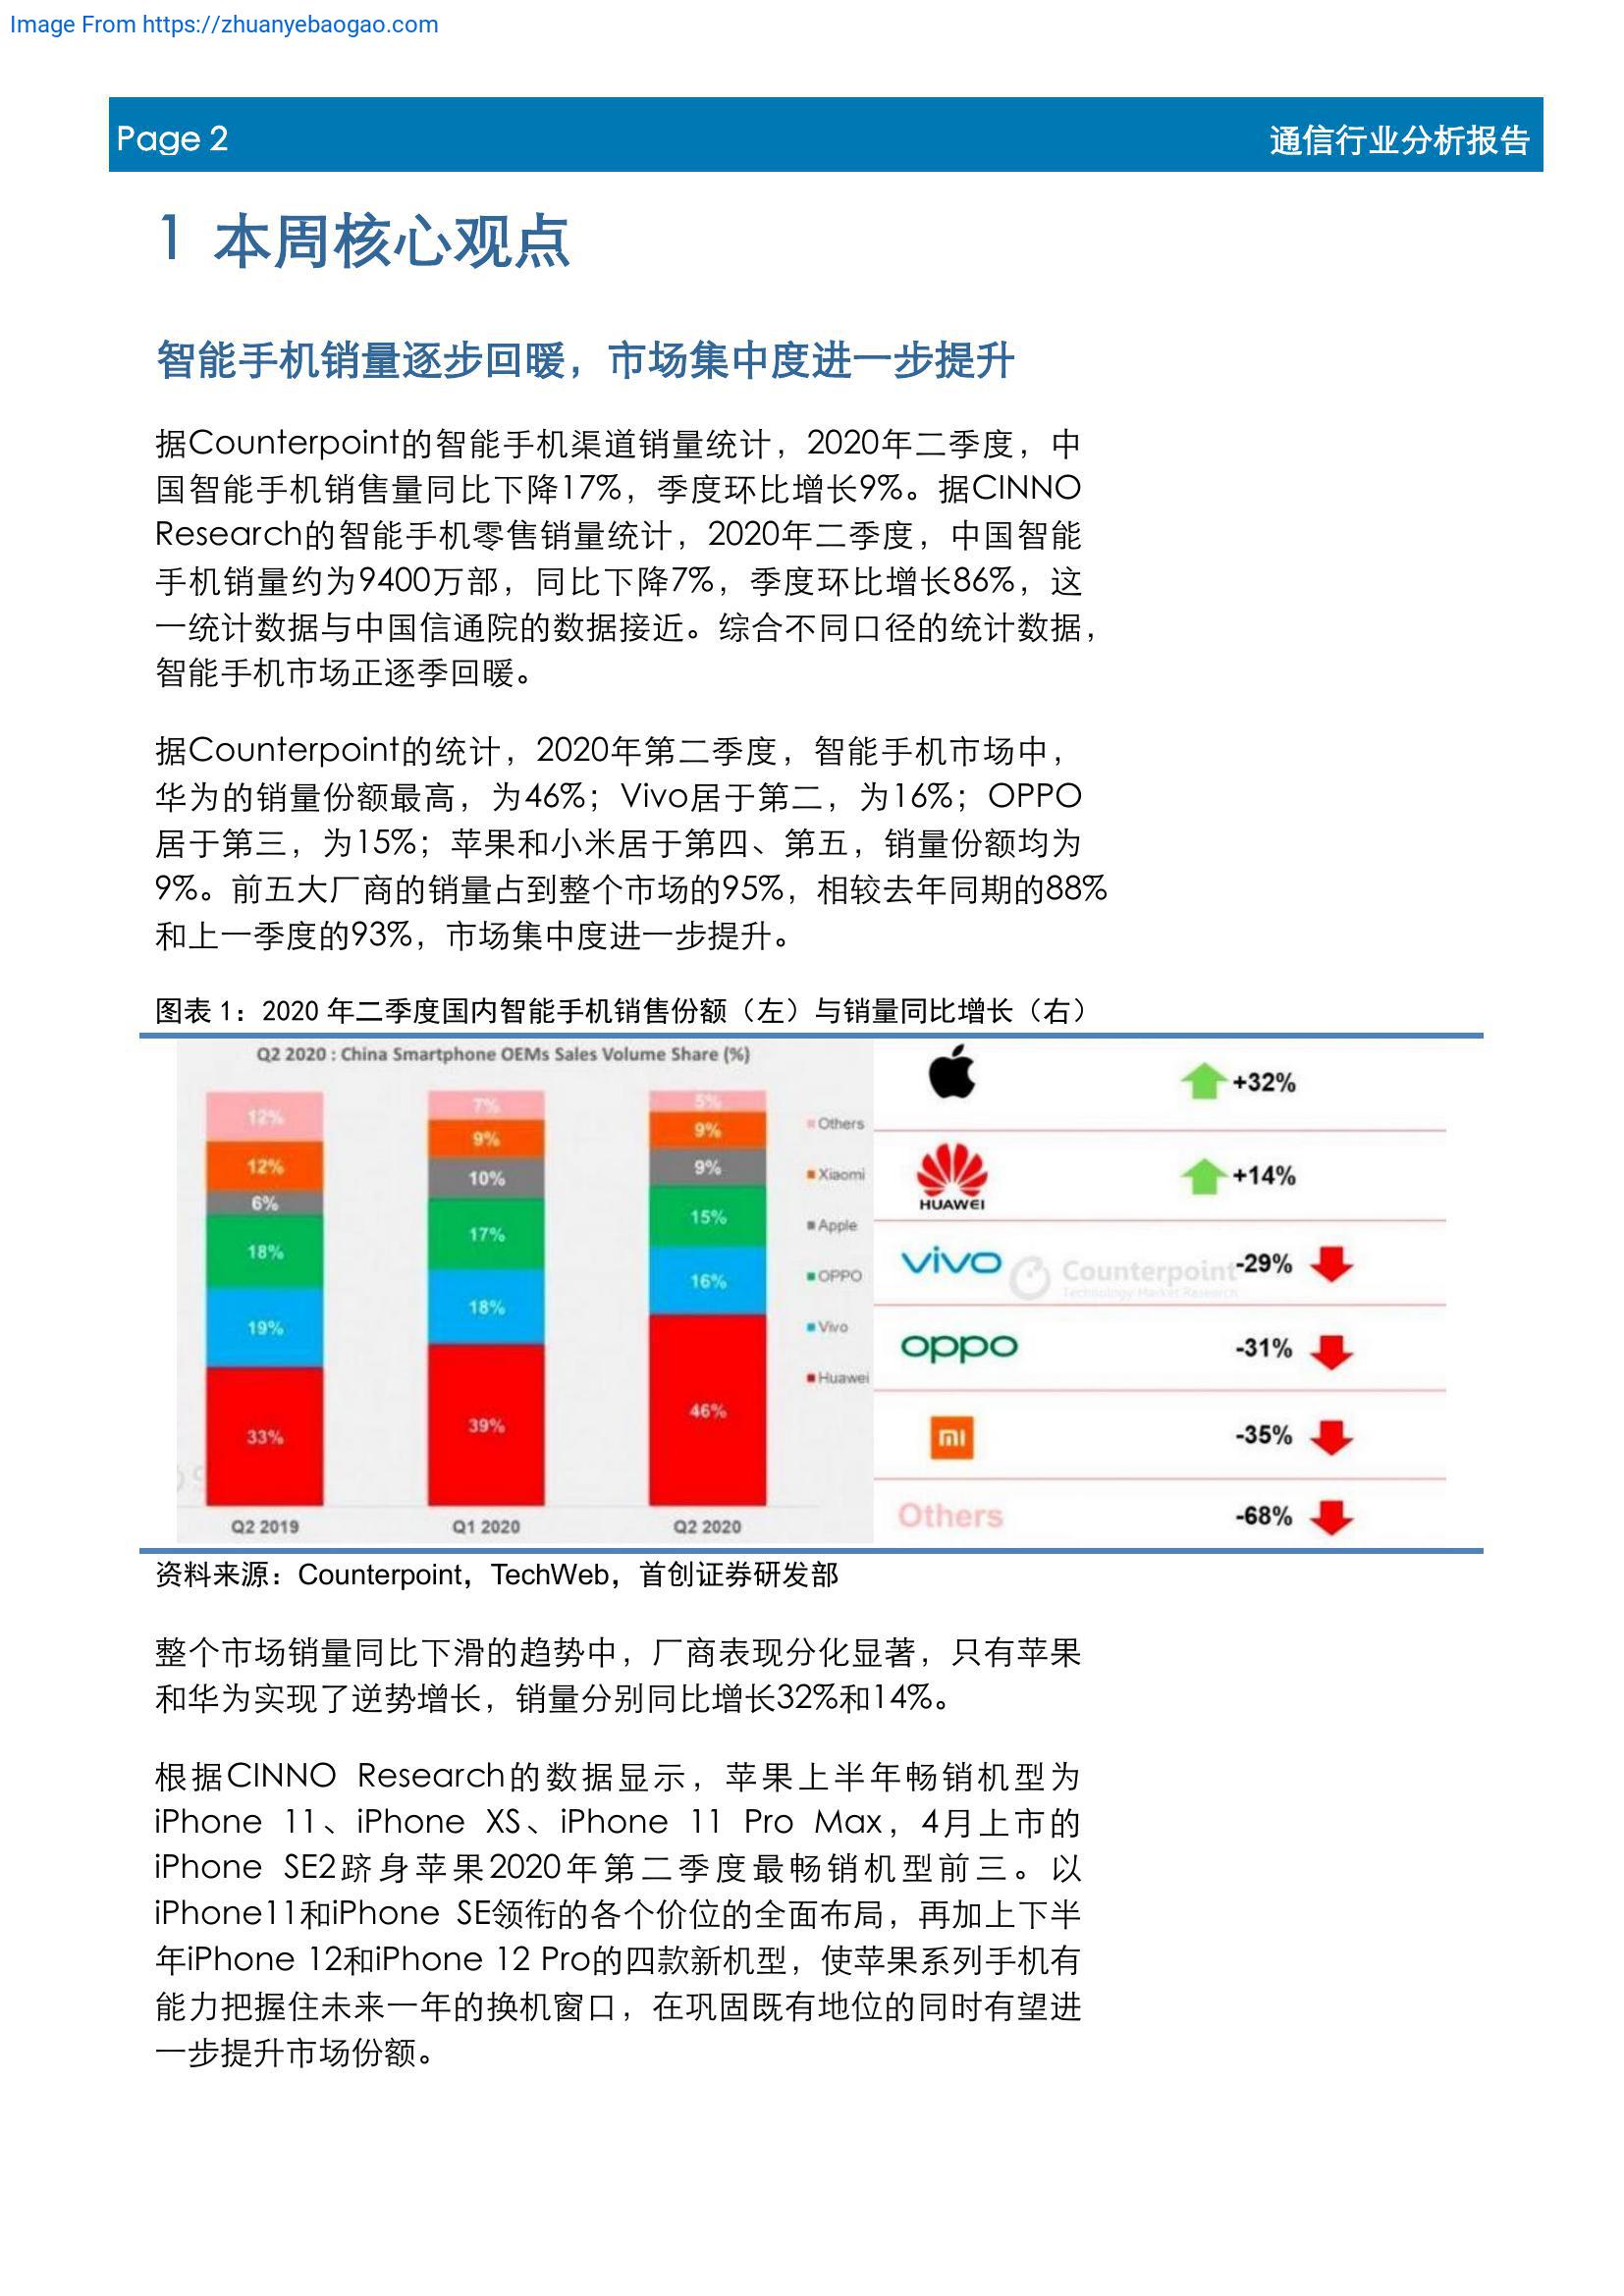 Image From https://zhuanyebaogao.com
Page 2
通信行业分析报告
1 本周核心观点
智能手机销量逐步回暖，市场集中度进一步提升
据Counterpoint的智能手机渠道销量统计，2020年二季度，中
国智能手机销售量同比下降17%，季度环比增长9%。据CINNO
Research的智能手机零售销量统计，2020年二季度，中国智能
手机销量约为9400万部，同比下降7%，季度环比增长86%，这
一统计数据与中国信通院的数据接近。综合不同口径的统计数据，
智能手机市场正逐季回暖。
据Counterpoint的统计，2020年第二季度，智能手机市场中，
华为的销量份额最高，为46%；Vivo居于第二，为16%；OPPO
居于第三，为15%；苹果和小米居于第四、第五，销量份额均为
9%。前五大厂商的销量占到整个市场的95%，相较去年同期的88%
和上一季度的93%，市场集中度进一步提升。
图表 1：2020 年二季度国内智能手机销售份额（左）与销量同比增长（右）
Q2 2020 : China Smartphone OEMs Sales Volume Share (%)
12%
12%
6%
18%
19%
33%
Q2 2019
7%
9%
10%
17%
18%
39%
Q1 2020
5%
9%
9%
15%
16%
46%
Q2 2020
Others
Xiaomi
Apple
OPPO
Vivo
Huawei
+32%
HUAWEI
+14%
vivo
Counterpoint
Technology Market Research
-29%
oppo
-31%
mi
-35%
Others
-68%
资料来源：Counterpoint，TechWeb，首创证券研发部
整个市场销量同比下滑的趋势中，厂商表现分化显著，只有苹果
和华为实现了逆势增长，销量分别同比增长32%和14%。
根据CINNO Research的数据显示，苹果上半年畅销机型为
iPhone 11、iPhone XS、iPhone 11 Pro Max，4月上市的
iPhone SE2跻身苹果2020年第二季度最畅销机型前三。以
iPhone11和iPhone SE领衔的各个价位的全面布局，再加上下半
年iPhone 12和iPhone 12 Pro的四款新机型，使苹果系列手机有
能力把握住未来一年的换机窗口，在巩固既有地位的同时有望进
一步提升市场份额。